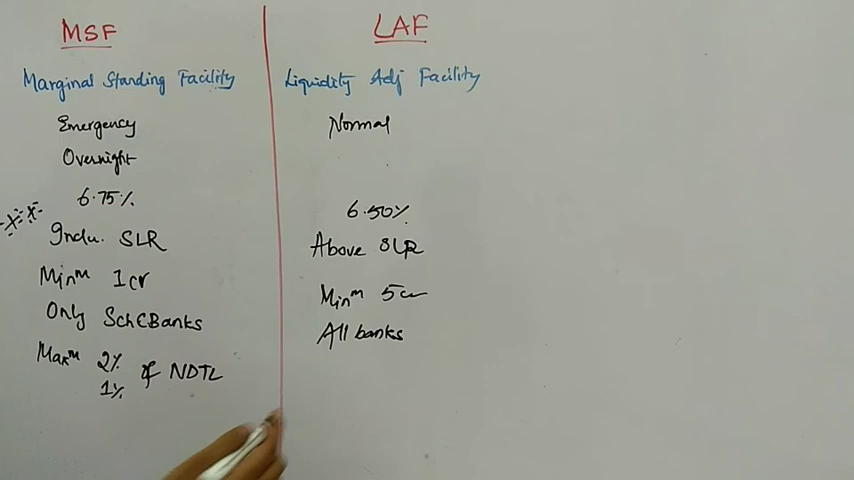 MSF
Marginal Standing Facility
Emergency
Overnight
6.75%
Inclu. SLR
Minᵐ 1cr
Only SchCBanks
Maxᵐ 2% of NDTL
1%
LAF
Liquidity Adj Facility
Normal
6.50%
Above SLR
Minᵐ 5cr
All banks